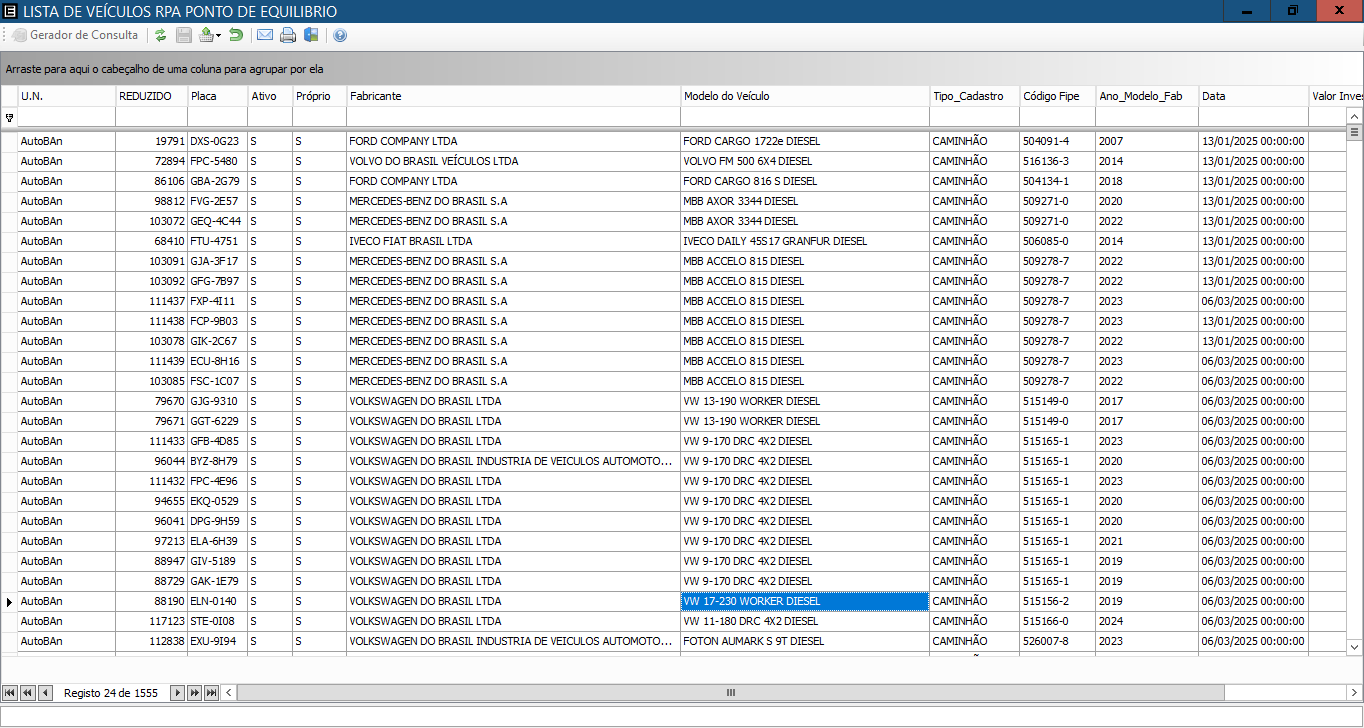 LISTA DE VEÍCULOS RPA PONTO DE EQUILIBRIO
Gerador de Consulta
Arraste para aqui o cabeçalho de uma coluna para agrupar por ela
U.N. REDUZIDO Placa Ativo Próprio Fabricante Modelo do Veículo Tipo_Cadastro Código Fipe Ano_Modelo_Fab Data Valor Inves
AutoBAn 19791 DXS-0G23 S S FORD COMPANY LTDA FORD CARGO 1722e DIESEL CAMINHÃO 504091-4 2007 13/01/2025 00:00:00
AutoBAn 72894 FPC-5480 S S VOLVO DO BRASIL VEÍCULOS LTDA VOLVO FM 500 6X4 DIESEL CAMINHÃO 516136-3 2014 13/01/2025 00:00:00
AutoBAn 86106 GBA-2G79 S S FORD COMPANY LTDA FORD CARGO 816 S DIESEL CAMINHÃO 504134-1 2018 13/01/2025 00:00:00
AutoBAn 98812 FVG-2E57 S S MERCEDES-BENZ DO BRASIL S.A MBB AXOR 3344 DIESEL CAMINHÃO 509271-0 2020 13/01/2025 00:00:00
AutoBAn 103072 GEQ-4C44 S S MERCEDES-BENZ DO BRASIL S.A MBB AXOR 3344 DIESEL CAMINHÃO 509271-0 2022 13/01/2025 00:00:00
AutoBAn 68410 FTU-4751 S S IVECO FIAT BRASIL LTDA IVECO DAILY 45S17 GRANFUR DIESEL CAMINHÃO 506085-0 2014 13/01/2025 00:00:00
AutoBAn 103091 GJA-3F17 S S MERCEDES-BENZ DO BRASIL S.A MBB ACCELO 815 DIESEL CAMINHÃO 509278-7 2022 13/01/2025 00:00:00
AutoBAn 103092 GFG-7B97 S S MERCEDES-BENZ DO BRASIL S.A MBB ACCELO 815 DIESEL CAMINHÃO 509278-7 2022 13/01/2025 00:00:00
AutoBAn 111437 FXP-4I11 S S MERCEDES-BENZ DO BRASIL S.A MBB ACCELO 815 DIESEL CAMINHÃO 509278-7 2023 06/03/2025 00:00:00
AutoBAn 111438 FCP-9B03 S S MERCEDES-BENZ DO BRASIL S.A MBB ACCELO 815 DIESEL CAMINHÃO 509278-7 2023 13/01/2025 00:00:00
AutoBAn 103078 GIK-2C67 S S MERCEDES-BENZ DO BRASIL S.A MBB ACCELO 815 DIESEL CAMINHÃO 509278-7 2022 13/01/2025 00:00:00
AutoBAn 111439 ECU-8H16 S S MERCEDES-BENZ DO BRASIL S.A MBB ACCELO 815 DIESEL CAMINHÃO 509278-7 2023 06/03/2025 00:00:00
AutoBAn 103085 FSC-1C07 S S MERCEDES-BENZ DO BRASIL S.A MBB ACCELO 815 DIESEL CAMINHÃO 509278-7 2022 06/03/2025 00:00:00
AutoBAn 79670 GJG-9310 S S VOLKSWAGEN DO BRASIL LTDA VW 13-190 WORKER DIESEL CAMINHÃO 515149-0 2017 06/03/2025 00:00:00
AutoBAn 79671 GGT-6229 S S VOLKSWAGEN DO BRASIL LTDA VW 13-190 WORKER DIESEL CAMINHÃO 515149-0 2017 06/03/2025 00:00:00
AutoBAn 111433 GFB-4D85 S S VOLKSWAGEN DO BRASIL LTDA VW 9-170 DRC 4X2 DIESEL CAMINHÃO 515165-1 2023 06/03/2025 00:00:00
AutoBAn 96044 BYZ-8H79 S S VOLKSWAGEN DO BRASIL INDUSTRIA DE VEICULOS AUTOMOTO... VW 9-170 DRC 4X2 DIESEL CAMINHÃO 515165-1 2020 06/03/2025 00:00:00
AutoBAn 111432 FPC-4E96 S S VOLKSWAGEN DO BRASIL LTDA VW 9-170 DRC 4X2 DIESEL CAMINHÃO 515165-1 2023 06/03/2025 00:00:00
AutoBAn 94655 EKQ-0529 S S VOLKSWAGEN DO BRASIL LTDA VW 9-170 DRC 4X2 DIESEL CAMINHÃO 515165-1 2020 06/03/2025 00:00:00
AutoBAn 96041 DPG-9H59 S S VOLKSWAGEN DO BRASIL LTDA VW 9-170 DRC 4X2 DIESEL CAMINHÃO 515165-1 2020 06/03/2025 00:00:00
AutoBAn 97213 ELA-6H39 S S VOLKSWAGEN DO BRASIL LTDA VW 9-170 DRC 4X2 DIESEL CAMINHÃO 515165-1 2021 06/03/2025 00:00:00
AutoBAn 88947 GIV-5189 S S VOLKSWAGEN DO BRASIL LTDA VW 9-170 DRC 4X2 DIESEL CAMINHÃO 515165-1 2019 06/03/2025 00:00:00
AutoBAn 88729 GAK-1E79 S S VOLKSWAGEN DO BRASIL LTDA VW 9-170 DRC 4X2 DIESEL CAMINHÃO 515165-1 2019 06/03/2025 00:00:00
AutoBAn 88190 ELN-0140 S S VOLKSWAGEN DO BRASIL LTDA VW 17-230 WORKER DIESEL CAMINHÃO 515156-2 2019 06/03/2025 00:00:00
AutoBAn 117123 STE-0I08 S S VOLKSWAGEN DO BRASIL LTDA VW 11-180 DRC 4X2 DIESEL CAMINHÃO 515166-0 2024 06/03/2025 00:00:00
AutoBAn 112838 EXU-9I94 S S VOLKSWAGEN DO BRASIL INDUSTRIA DE VEICULOS AUTOMOTO... FOTON AUMARK S 9T DIESEL CAMINHÃO 526007-8 2023 06/03/2025 00:00:00
Registo 24 de 1555